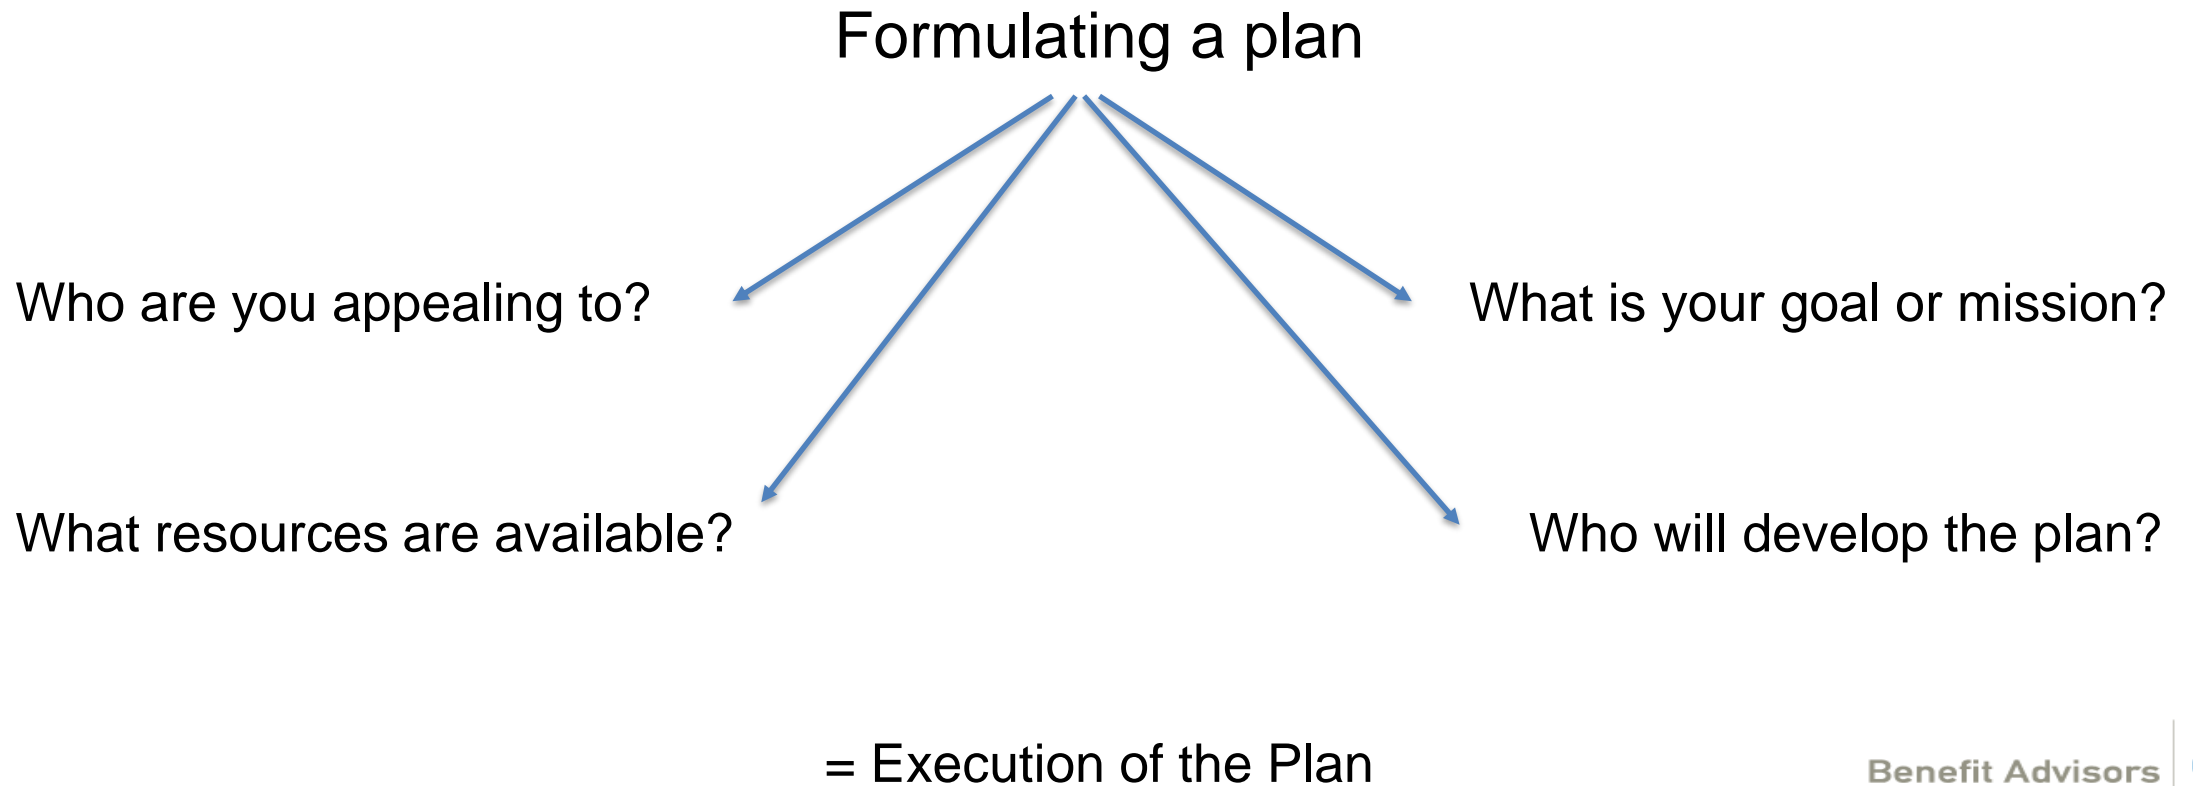 Formulating a plan
Who are you appealing to?
What is your goal or mission?
What resources are available?
Who will develop the plan?
= Execution of the Plan
Benefit Advisors